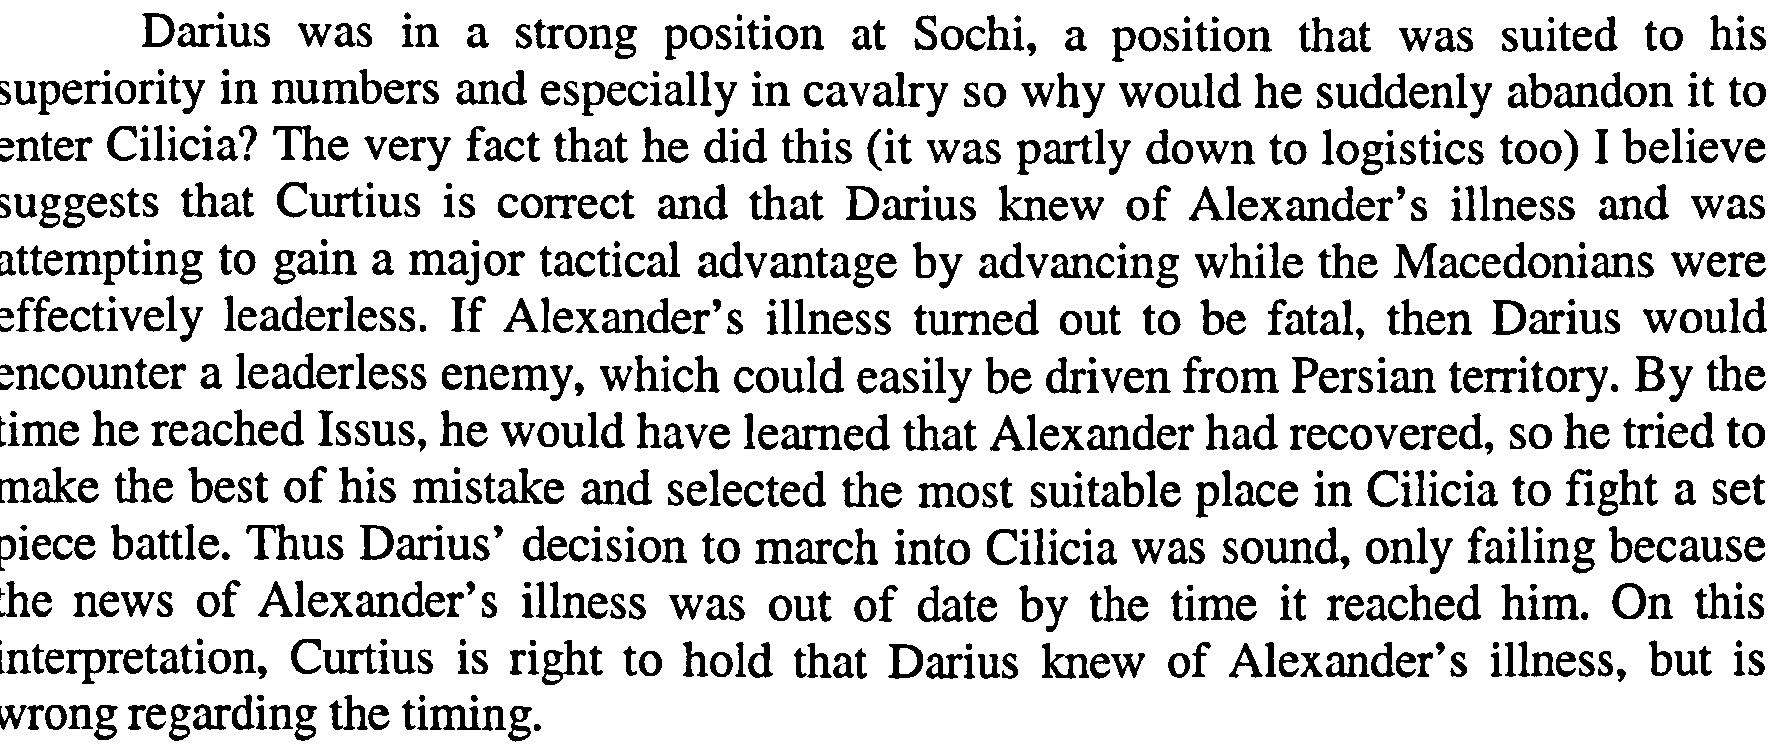 Darius was in a strong position at Sochi, a position that was suited to his
superiority in numbers and especially in cavalry so why would he suddenly abandon it to
enter Cilicia? The very fact that he did this (it was partly down to logistics too) I believe
suggests that Curtius is correct and that Darius knew of Alexander's illness and was
attempting to gain a major tactical advantage by advancing while the Macedonians were
effectively leaderless. If Alexander's illness turned out to be fatal, then Darius would
encounter a leaderless enemy, which could easily be driven from Persian territory. By the
time he reached Issus, he would have learned that Alexander had recovered, so he tried to
make the best of his mistake and selected the most suitable place in Cilicia to fight a set
piece battle. Thus Darius' decision to march into Cilicia was sound, only failing because
the news of Alexander's illness was out of date by the time it reached him. On this
interpretation, Curtius is right to hold that Darius knew of Alexander's illness, but is
wrong regarding the timing.